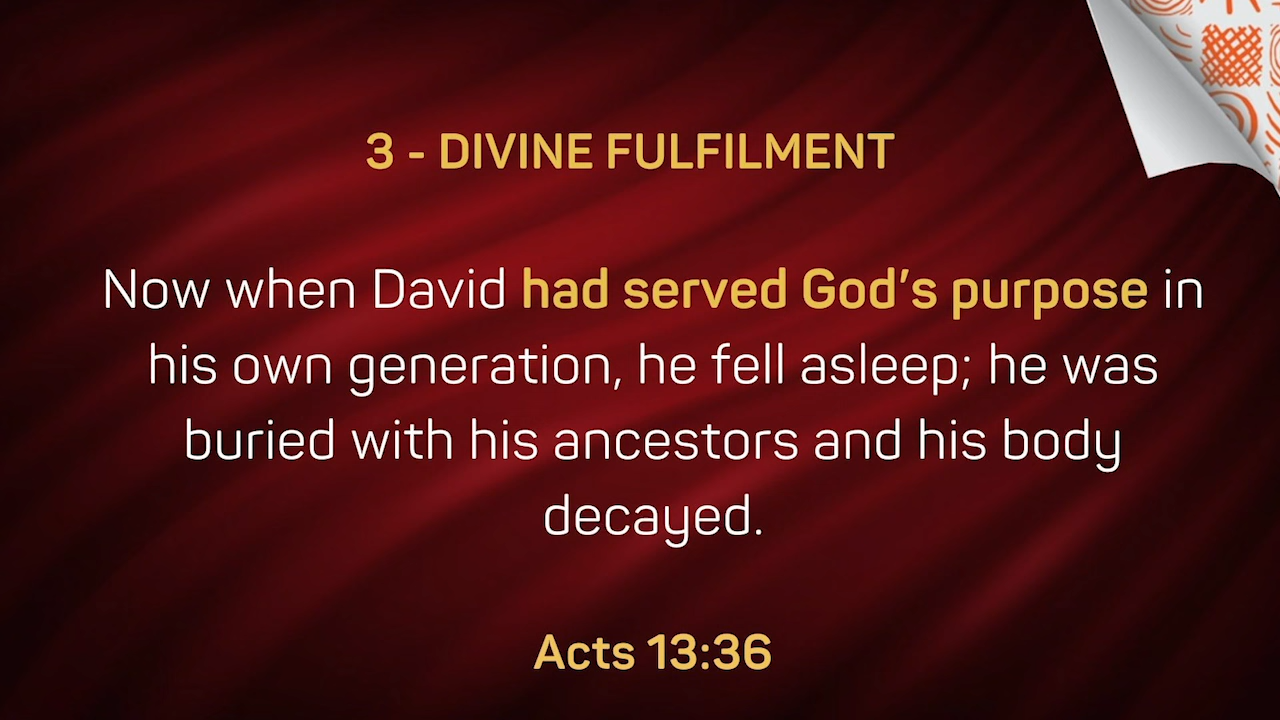 3 - DIVINE FULFILMENT
Now when David had served God’s purpose in
his own generation, he fell asleep; he was
buried with his ancestors and his body
decayed.
Acts 13:36